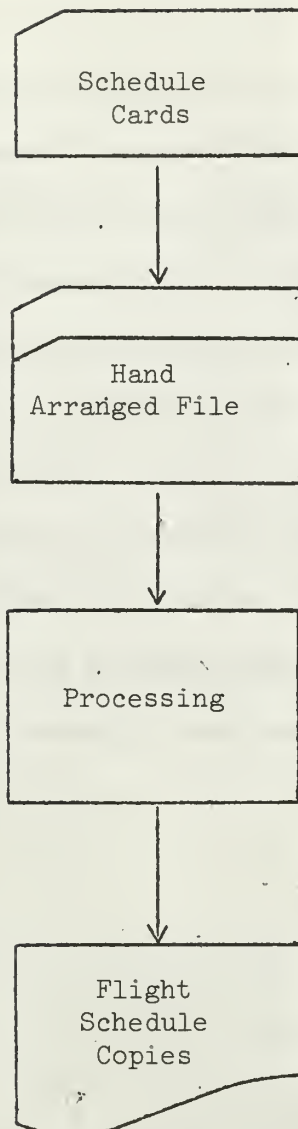 Schedule
Cards
Hand
Arranged File
Processing
Flight
Schedule
Copies